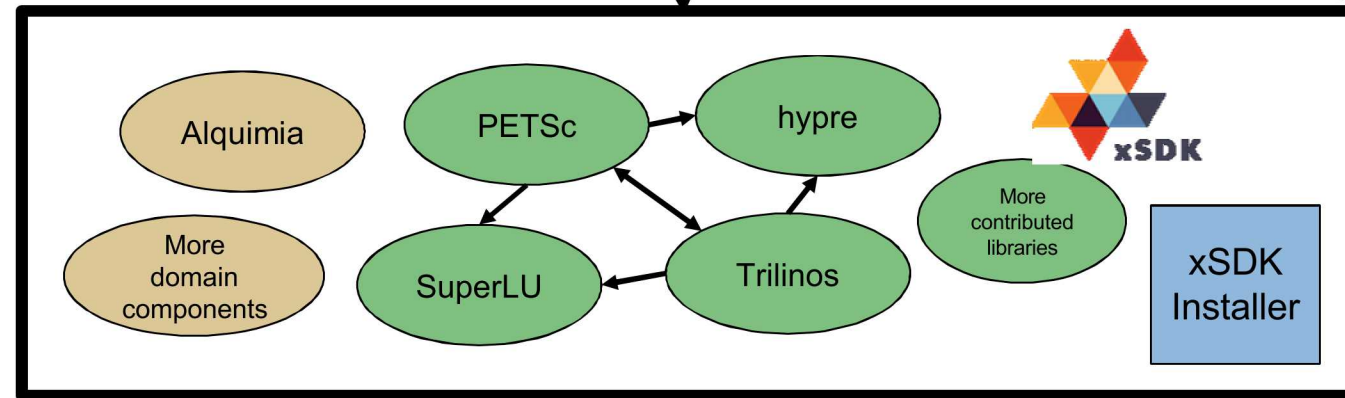 Alquimia
PETSc
hypre
xSDK
More
contributed
libraries
More
domain
components
SuperLU
Trilinos
xSDK
Installer